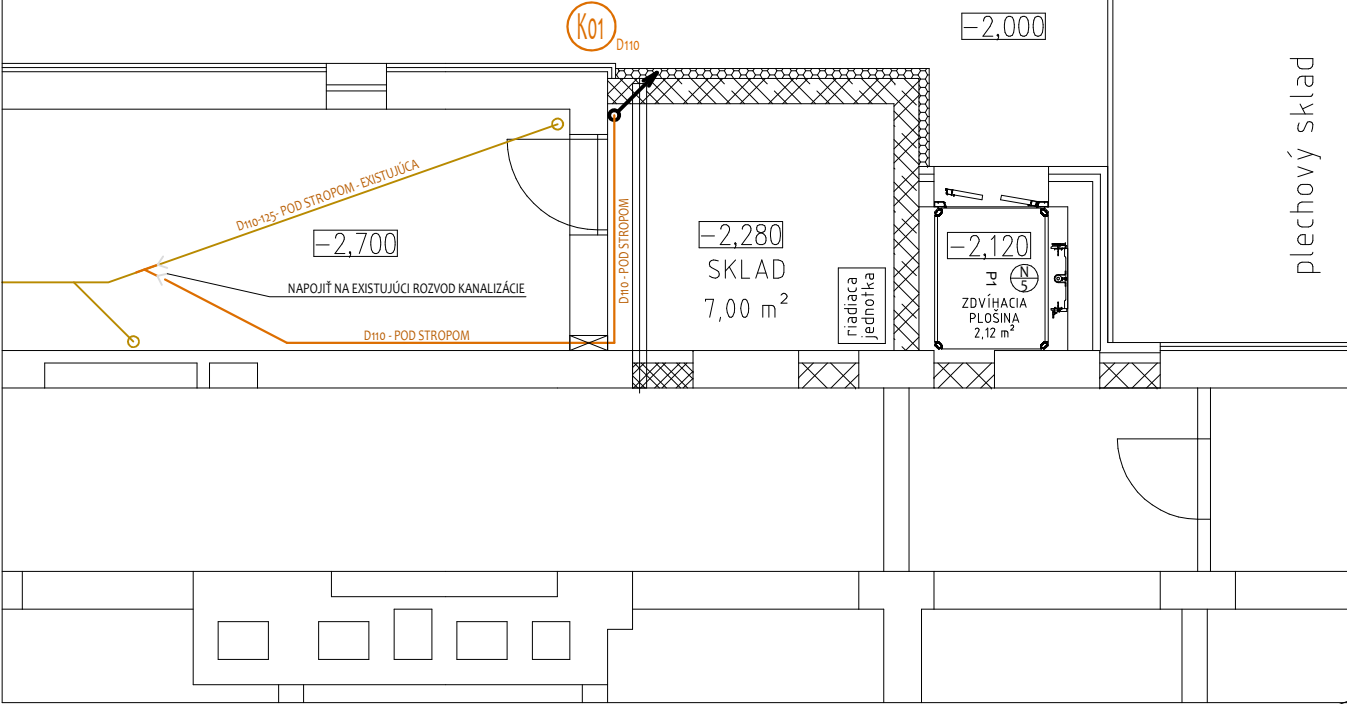 K01
D110
-2,000
plechový sklad
D110-125- POD STROPOM - EXISTUJÚCA
-2,700
NAPOJIŤ NA EXISTUJÚCI ROZVOD KANALIZÁCIE
D110 - POD STROPOM
D110 - POD STROPOM
-2,280
SKLAD
7,00 m²
riadiaca
jednotka
-2,120
P1
N
5
ZDVÍHACIA
PLOŠINA
2,12 m²